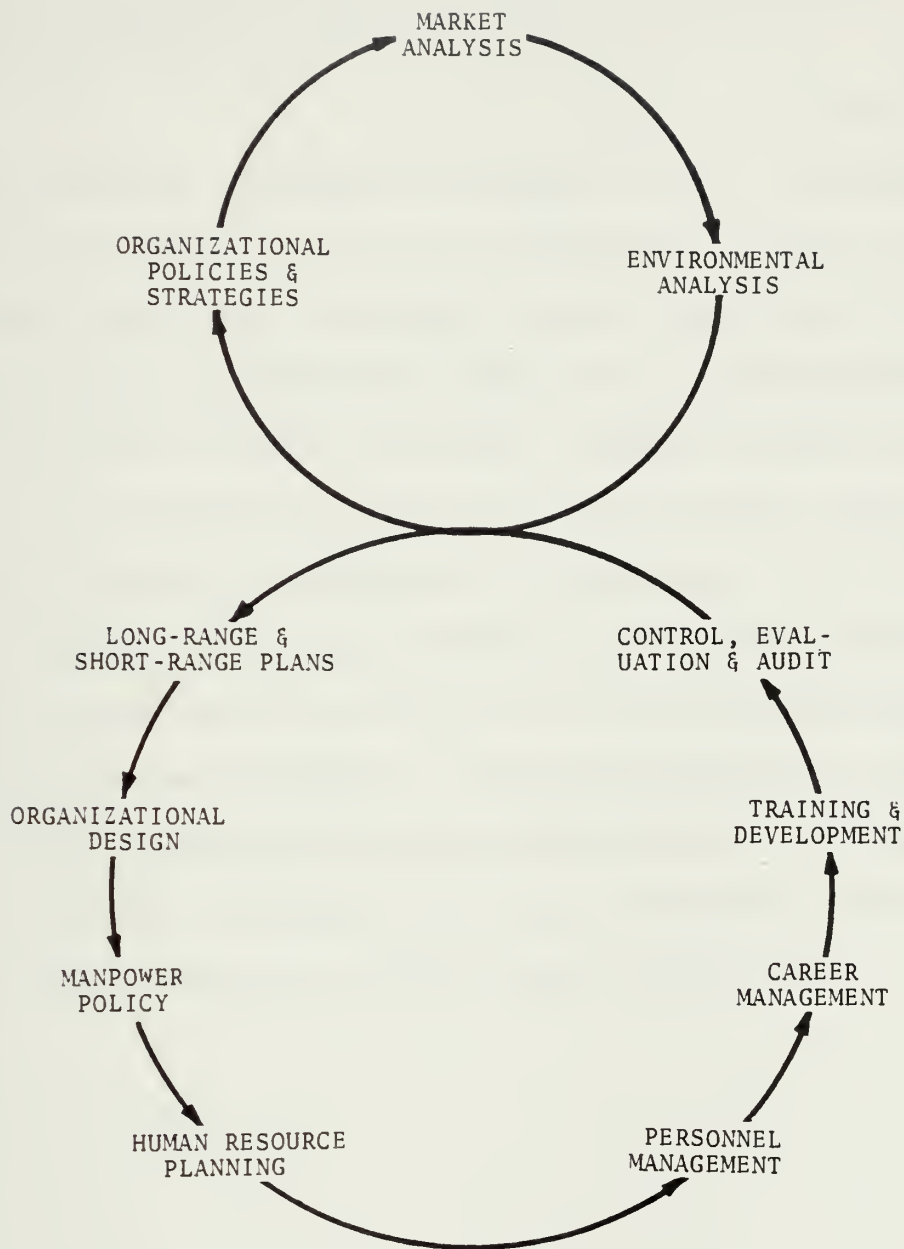 MARKET
ANALYSIS
ORGANIZATIONAL
POLICIES &
STRATEGIES
ENVIRONMENTAL
ANALYSIS
LONG-RANGE &
SHORT-RANGE PLANS
CONTROL, EVAL-
UATION & AUDIT
ORGANIZATIONAL
DESIGN
TRAINING &
DEVELOPMENT
MANPOWER
POLICY
CAREER
MANAGEMENT
HUMAN RESOURCE
PLANNING
PERSONNEL
MANAGEMENT